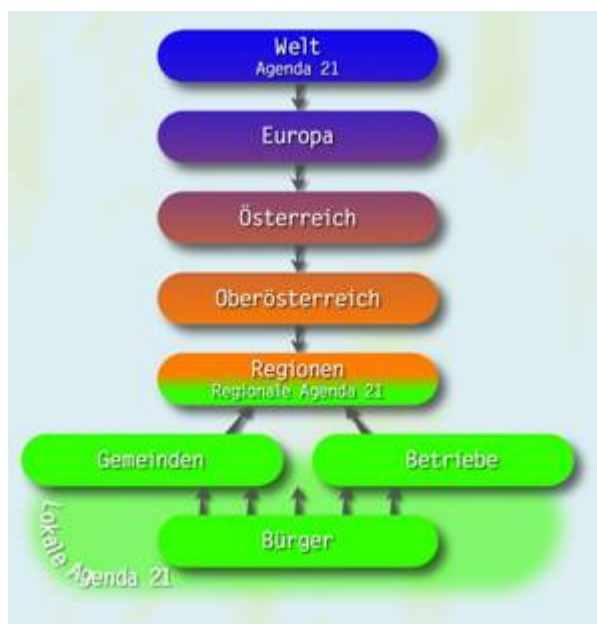 Welt
Agenda 21
Europa
Österreich
Oberösterreich
Regionen
Regionale Agenda 21
Gemeinden
Betriebe
Bürger
Lokale Agenda 21